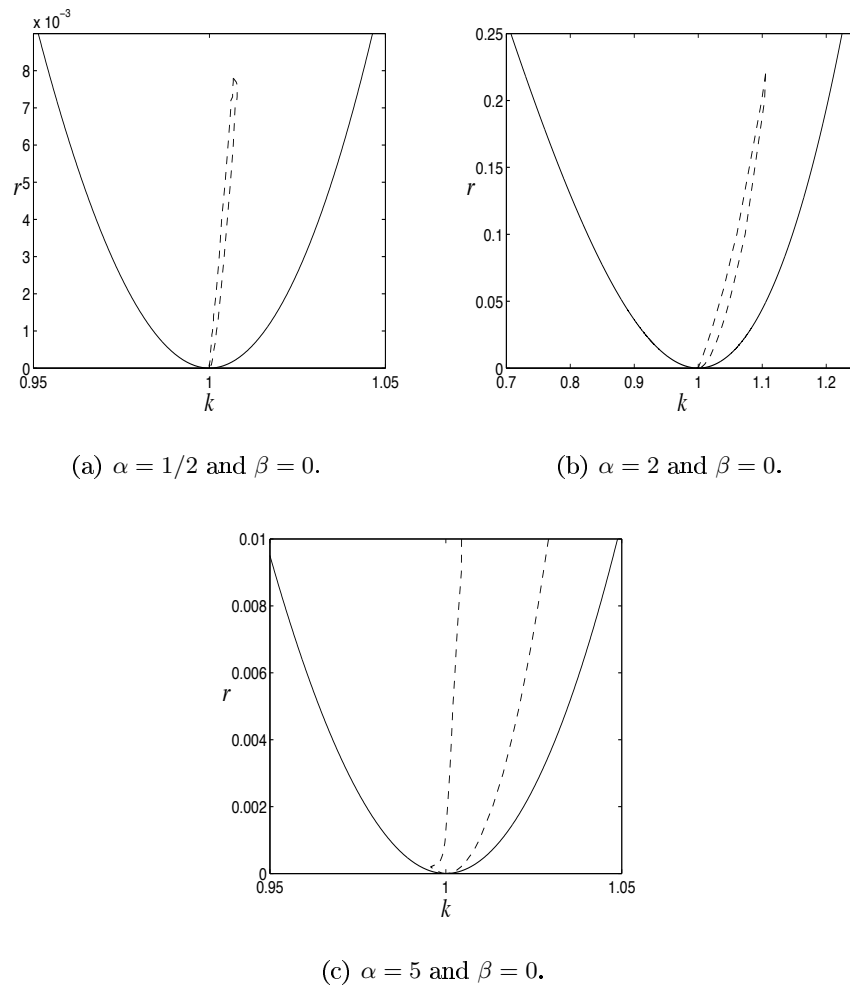 x 10⁻³
8
7
6
r 5
4
3
2
1
0
0.95 1 1.05
k
(a) α = 1/2 and β = 0.
0.25
0.2
0.15
r
0.1
0.05
0
0.7 0.8 0.9 1 1.1 1.2
k
(b) α = 2 and β = 0.
0.01
0.008
0.006
r
0.004
0.002
0
0.95 1 1.05
k
(c) α = 5 and β = 0.